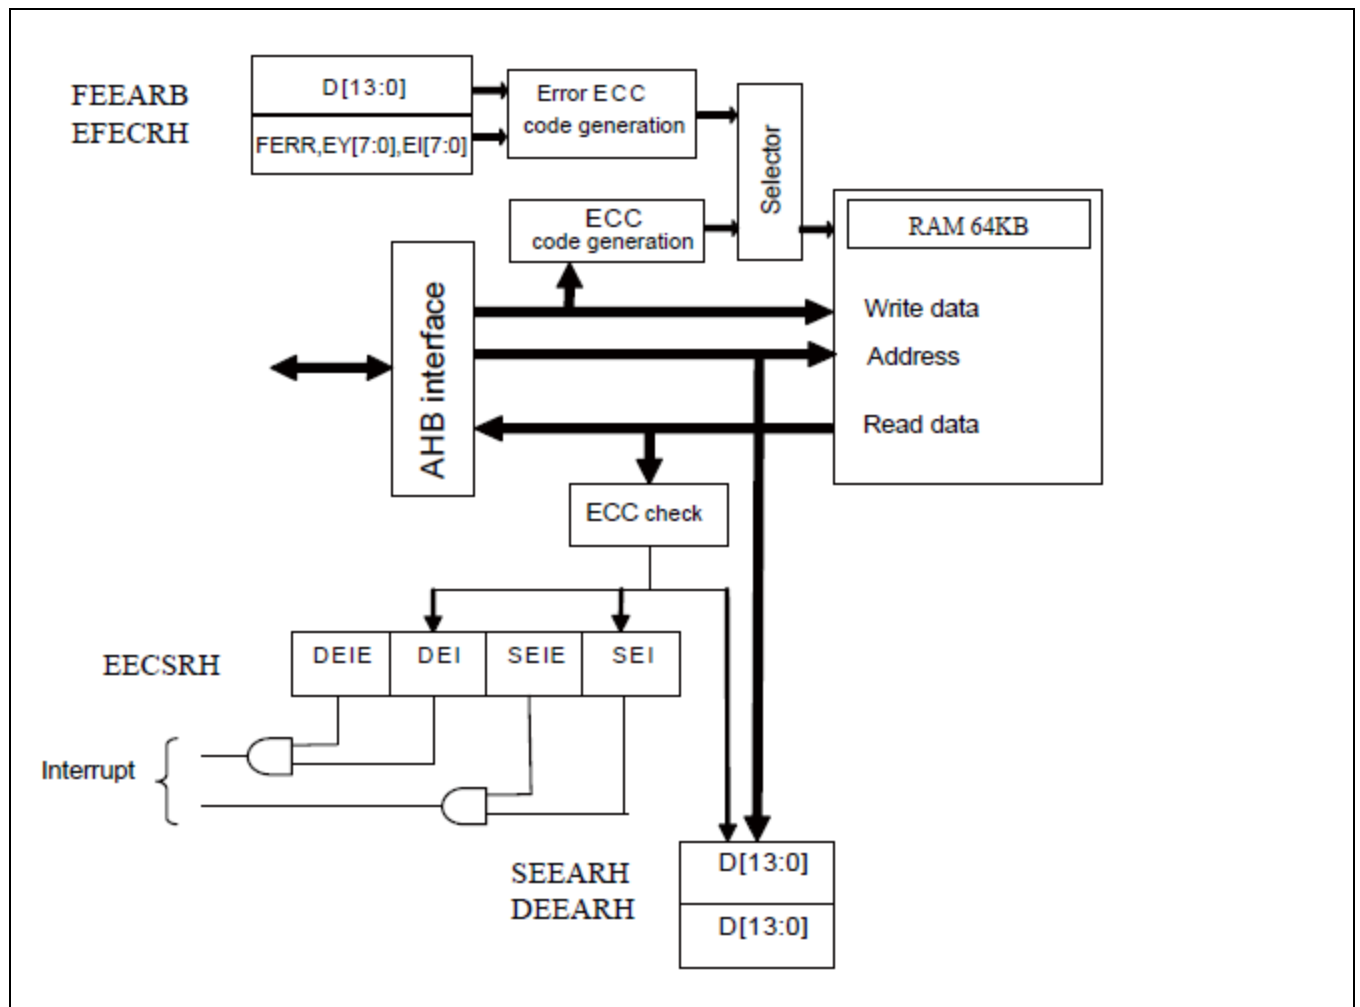 FEEARB
EFECRH
D[13:0]
FERR,EY[7:0],EI[7:0]
Error ECC
code generation
Selector
ECC
code generation
RAM 64KB
AHB interface
Write data
Address
Read data
ECC check
EECSRH
DEIE
DEI
SEIE
SEI
Interrupt
SEEARH
DEEARH
D[13:0]
D[13:0]